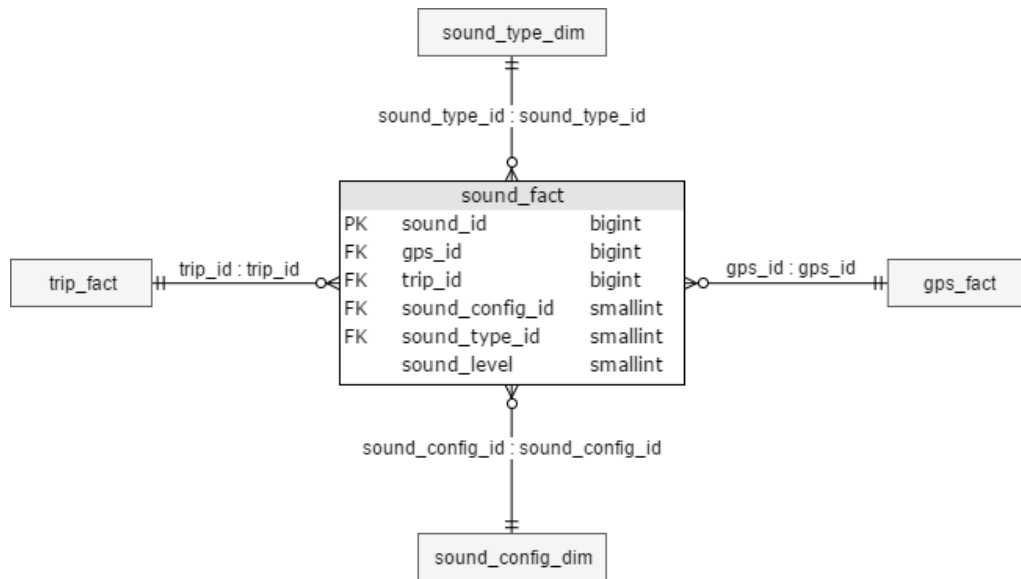 sound_type_dim
sound_type_id : sound_type_id
sound_fact
PK sound_id bigint
FK gps_id bigint
FK trip_id bigint
FK sound_config_id smallint
FK sound_type_id smallint
sound_level smallint
trip_fact
trip_id : trip_id
gps_id : gps_id
gps_fact
sound_config_id : sound_config_id
sound_config_dim